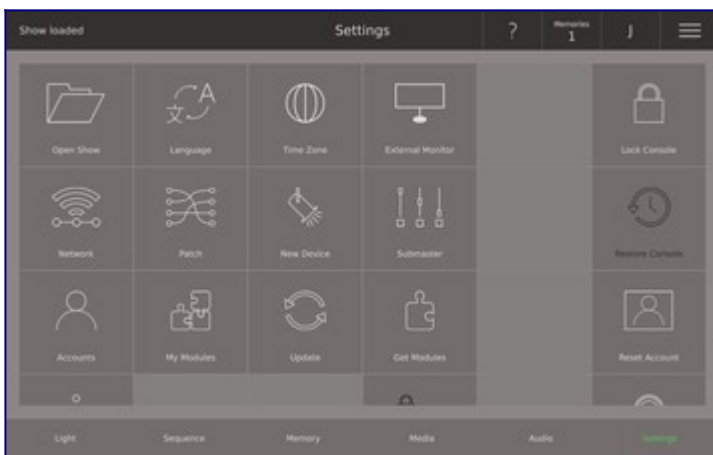 Show loaded
Settings
?
Memories
1
J
Open Show
文 A
Language
Time Zone
External Monitor
Lock Console
Network
Patch
New Device
Submaster
Restore Console
Accounts
My Modules
Update
Get Modules
Reset Account
Light
Sequence
Memory
Media
Audio
Settings